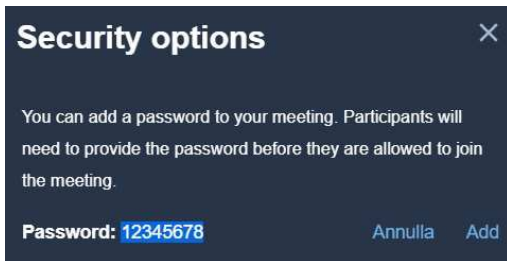 Security options
You can add a password to your meeting. Participants will
need to provide the password before they are allowed to join
the meeting.
Password: 12345678 Annulla Add